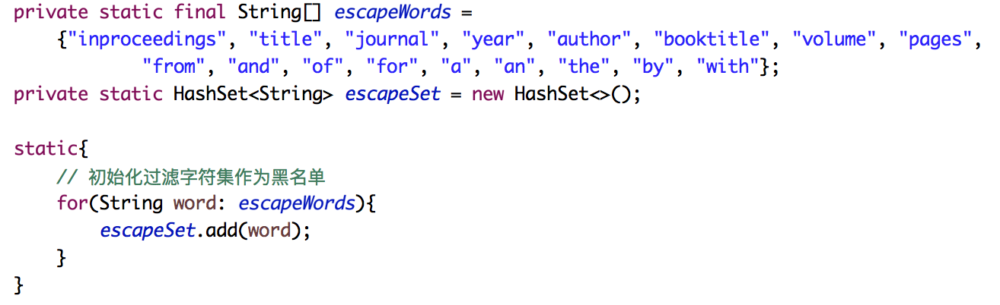 private static final String[] escapeWords =
    {"inproceedings", "title", "journal", "year", "author", "booktitle", "volume", "pages",
            "from", "and", "of", "for", "a", "an", "the", "by", "with"};
private static HashSet<String> escapeSet = new HashSet<>();
static{
    // 初始化过滤字符集作为黑名单
    for(String word: escapeWords){
        escapeSet.add(word);
    }
}